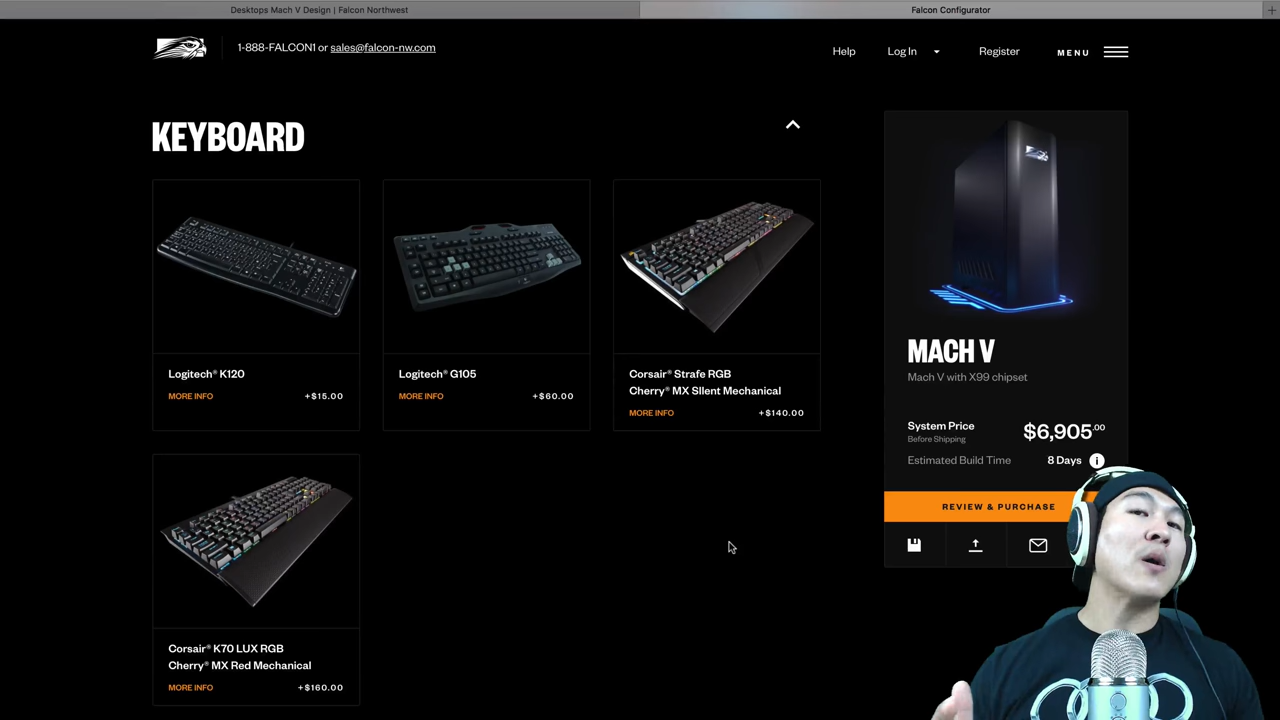 Desktops Mach V Design | Falcon Northwest
Falcon Configurator
1-888-FALCON1 or sales@falcon-nw.com
Help
Log In
Register
MENU
KEYBOARD
Logitech® K120
MORE INFO
+$15.00
Logitech® G105
MORE INFO
+$60.00
Corsair® Strafe RGB
Cherry® MX SIlent Mechanical
MORE INFO
+$140.00
Corsair® K70 LUX RGB
Cherry® MX Red Mechanical
MORE INFO
+$160.00
MACH V
Mach V with X99 chipset
System Price
Before Shipping
$6,905.00
Estimated Build Time
8 Days
REVIEW & PURCHASE